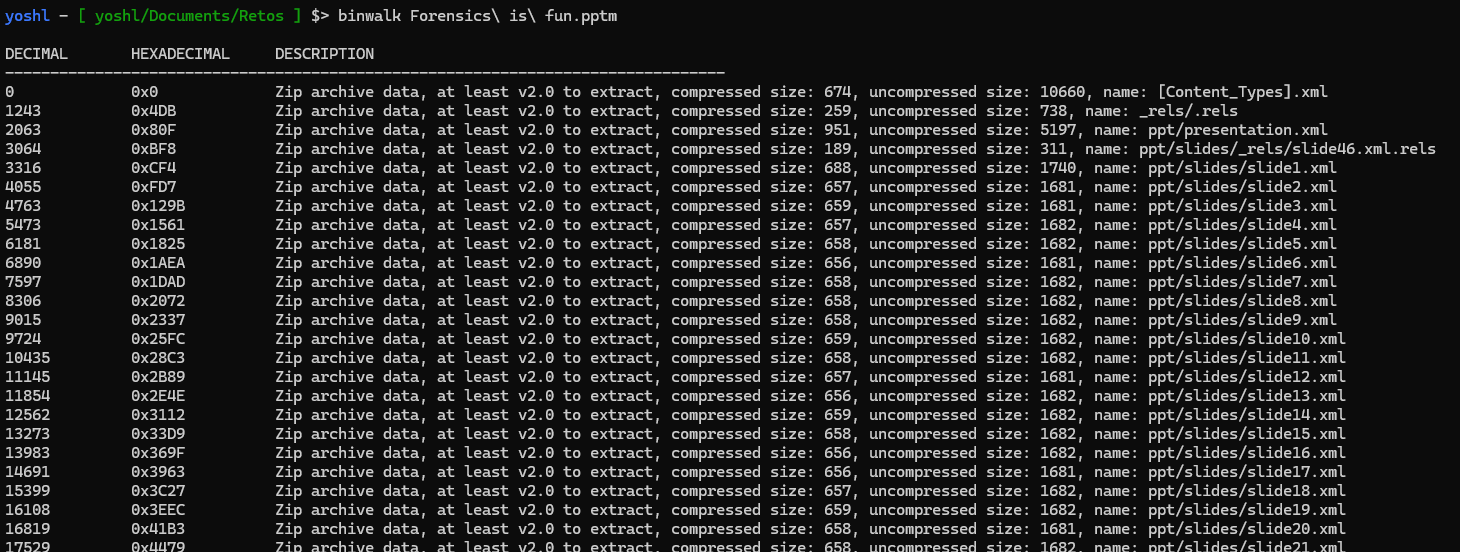 yoshl - [ yoshl/Documents/Retos ] $> binwalk Forensics\ is\ fun.pptm
DECIMAL       HEXADECIMAL     DESCRIPTION
--------------------------------------------------------------------------------
0             0x0             Zip archive data, at least v2.0 to extract, compressed size: 674, uncompressed size: 10660, name: [Content_Types].xml
1243          0x4DB           Zip archive data, at least v2.0 to extract, compressed size: 259, uncompressed size: 738, name: _rels/.rels
2063          0x80F           Zip archive data, at least v2.0 to extract, compressed size: 951, uncompressed size: 5197, name: ppt/presentation.xml
3064          0xBF8           Zip archive data, at least v2.0 to extract, compressed size: 189, uncompressed size: 311, name: ppt/slides/_rels/slide46.xml.rels
3316          0xCF4           Zip archive data, at least v2.0 to extract, compressed size: 688, uncompressed size: 1740, name: ppt/slides/slide1.xml
4055          0xFD7           Zip archive data, at least v2.0 to extract, compressed size: 657, uncompressed size: 1681, name: ppt/slides/slide2.xml
4763          0x129B          Zip archive data, at least v2.0 to extract, compressed size: 659, uncompressed size: 1681, name: ppt/slides/slide3.xml
5473          0x1561          Zip archive data, at least v2.0 to extract, compressed size: 657, uncompressed size: 1682, name: ppt/slides/slide4.xml
6181          0x1825          Zip archive data, at least v2.0 to extract, compressed size: 658, uncompressed size: 1682, name: ppt/slides/slide5.xml
6890          0x1AEA          Zip archive data, at least v2.0 to extract, compressed size: 656, uncompressed size: 1681, name: ppt/slides/slide6.xml
7597          0x1DAD          Zip archive data, at least v2.0 to extract, compressed size: 658, uncompressed size: 1682, name: ppt/slides/slide7.xml
8306          0x2072          Zip archive data, at least v2.0 to extract, compressed size: 658, uncompressed size: 1682, name: ppt/slides/slide8.xml
9015          0x2337          Zip archive data, at least v2.0 to extract, compressed size: 658, uncompressed size: 1682, name: ppt/slides/slide9.xml
9724          0x25FC          Zip archive data, at least v2.0 to extract, compressed size: 659, uncompressed size: 1682, name: ppt/slides/slide10.xml
10435         0x28C3          Zip archive data, at least v2.0 to extract, compressed size: 658, uncompressed size: 1682, name: ppt/slides/slide11.xml
11145         0x2B89          Zip archive data, at least v2.0 to extract, compressed size: 657, uncompressed size: 1681, name: ppt/slides/slide12.xml
11854         0x2E4E          Zip archive data, at least v2.0 to extract, compressed size: 656, uncompressed size: 1682, name: ppt/slides/slide13.xml
12562         0x3112          Zip archive data, at least v2.0 to extract, compressed size: 659, uncompressed size: 1682, name: ppt/slides/slide14.xml
13273         0x33D9          Zip archive data, at least v2.0 to extract, compressed size: 658, uncompressed size: 1682, name: ppt/slides/slide15.xml
13983         0x369F          Zip archive data, at least v2.0 to extract, compressed size: 656, uncompressed size: 1682, name: ppt/slides/slide16.xml
14691         0x3963          Zip archive data, at least v2.0 to extract, compressed size: 656, uncompressed size: 1681, name: ppt/slides/slide17.xml
15399         0x3C27          Zip archive data, at least v2.0 to extract, compressed size: 657, uncompressed size: 1682, name: ppt/slides/slide18.xml
16108         0x3EEC          Zip archive data, at least v2.0 to extract, compressed size: 659, uncompressed size: 1682, name: ppt/slides/slide19.xml
16819         0x41B3          Zip archive data, at least v2.0 to extract, compressed size: 658, uncompressed size: 1681, name: ppt/slides/slide20.xml
17529         0x4479          Zip archive data, at least v2.0 to extract, compressed size: 658, uncompressed size: 1682, name: ppt/slides/slide21.xml